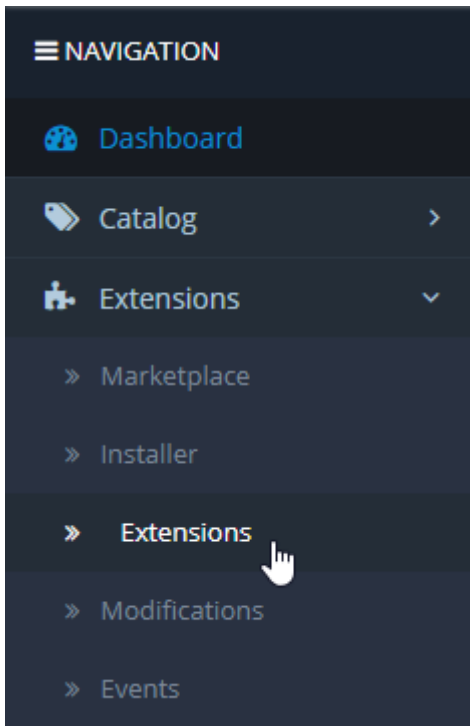 NAVIGATION
Dashboard
Catalog
Extensions
Marketplace
Installer
Extensions
Modifications
Events